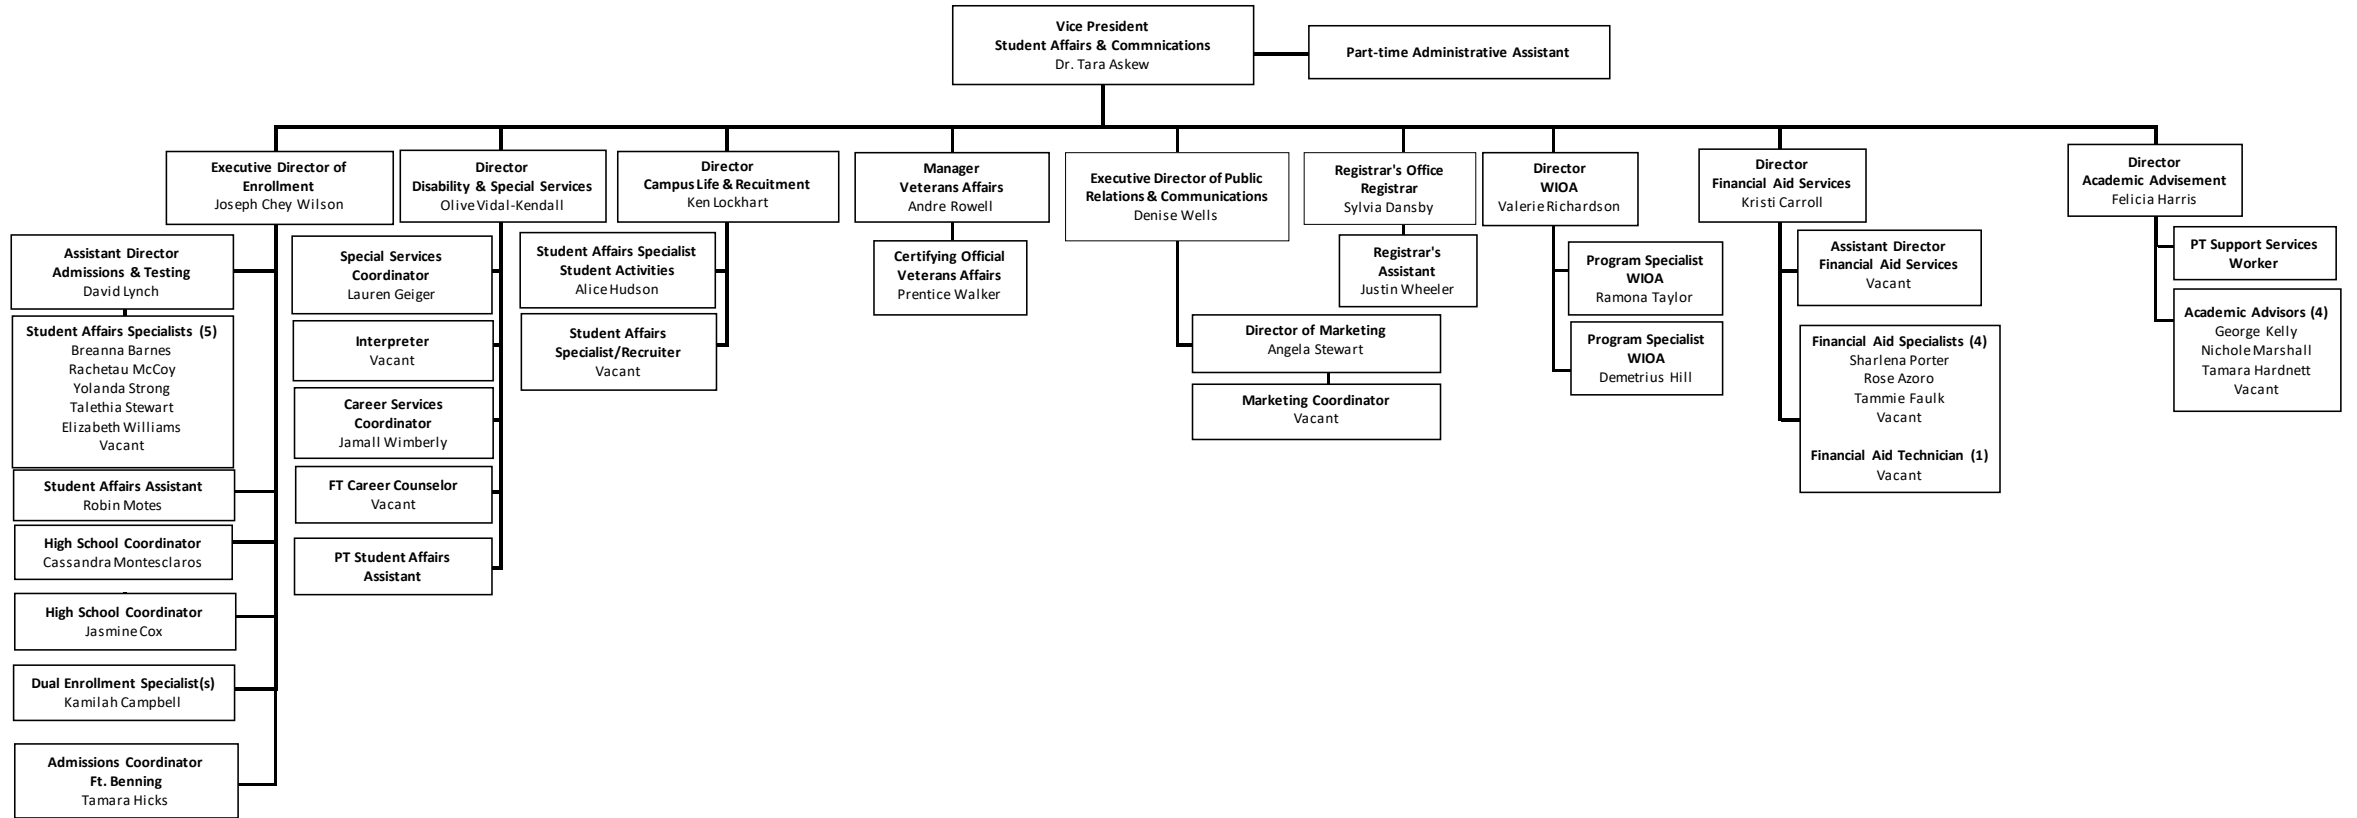 Vice President
Student Affairs & Commnications
Dr. Tara Askew
Part-time Administrative Assistant
Executive Director of
Enrollment
Joseph Chey Wilson
Director
Disability & Special Services
Olive Vidal-Kendall
Director
Campus Life & Recuitment
Ken Lockhart
Manager
Veterans Affairs
Andre Rowell
Executive Director of Public
Relations & Communications
Denise Wells
Registrar's Office
Registrar
Sylvia Dansby
Director
WIOA
Valerie Richardson
Director
Financial Aid Services
Kristi Carroll
Director
Academic Advisement
Felicia Harris
Assistant Director
Admissions & Testing
David Lynch
Student Affairs Specialists (5)
Breanna Barnes
Rachetau McCoy
Yolanda Strong
Talethia Stewart
Elizabeth Williams
Vacant
Student Affairs Assistant
Robin Motes
High School Coordinator
Cassandra Montesclaros
High School Coordinator
Jasmine Cox
Dual Enrollment Specialist(s)
Kamilah Campbell
Admissions Coordinator
Ft. Benning
Tamara Hicks
Special Services
Coordinator
Lauren Geiger
Interpreter
Vacant
Career Services
Coordinator
Jamall Wimberly
FT Career Counselor
Vacant
PT Student Affairs
Assistant
Student Affairs Specialist
Student Activities
Alice Hudson
Student Affairs
Specialist/Recruiter
Vacant
Certifying Official
Veterans Affairs
Prentice Walker
Director of Marketing
Angela Stewart
Marketing Coordinator
Vacant
Registrar's
Assistant
Justin Wheeler
Program Specialist
WIOA
Ramona Taylor
Program Specialist
WIOA
Demetrius Hill
Assistant Director
Financial Aid Services
Vacant
Financial Aid Specialists (4)
Sharlena Porter
Rose Azoro
Tammie Faulk
Vacant
Financial Aid Technician (1)
Vacant
PT Support Services
Worker
Academic Advisors (4)
George Kelly
Nichole Marshall
Tamara Hardnett
Vacant